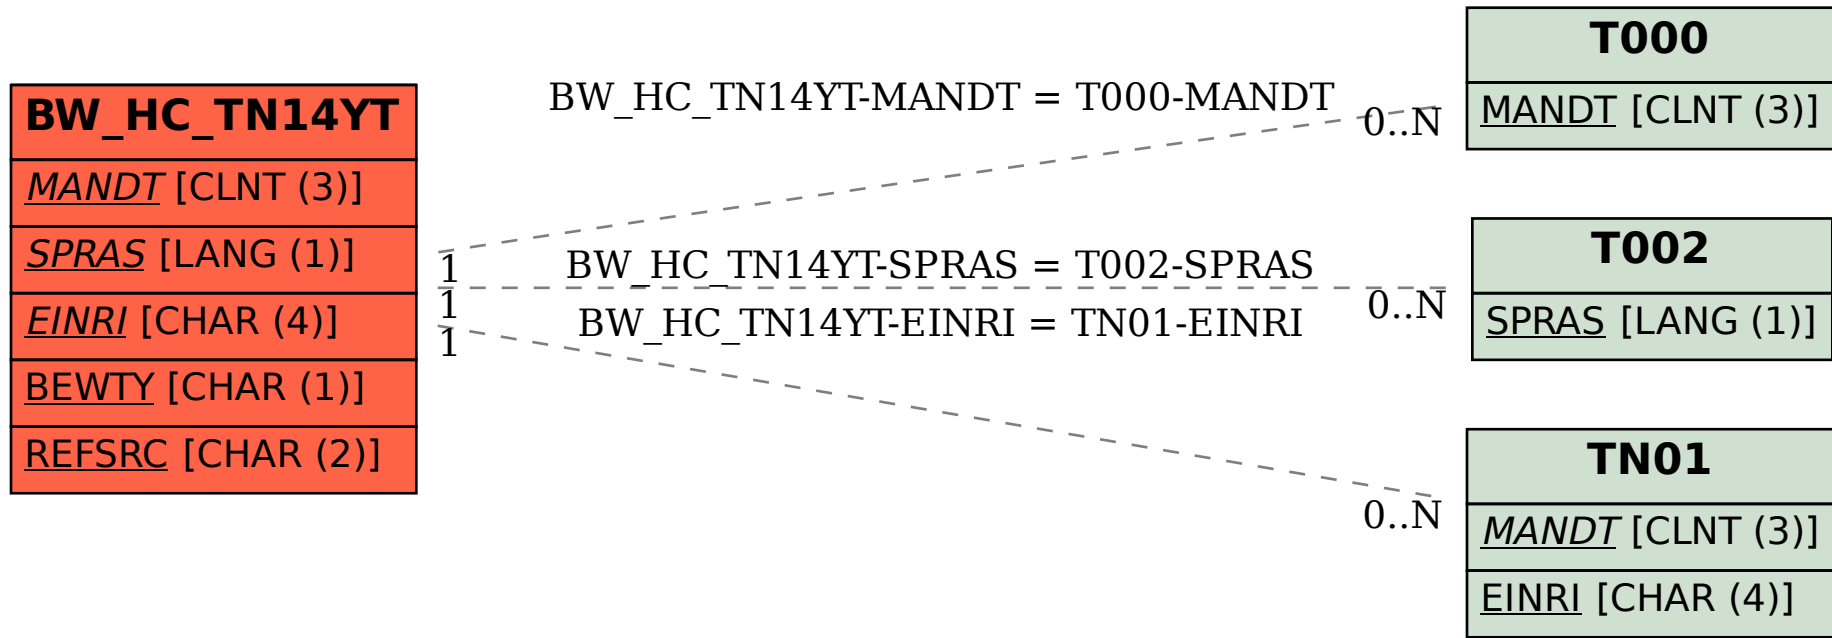 BW_HC_TN14YT
MANDT [CLNT (3)]
SPRAS [LANG (1)]
EINRI [CHAR (4)]
BEWTY [CHAR (1)]
REFSRC [CHAR (2)]
BW_HC_TN14YT-MANDT = T000-MANDT
0..N
1
BW_HC_TN14YT-SPRAS = T002-SPRAS
0..N
1
BW_HC_TN14YT-EINRI = TN01-EINRI
0..N
1
T000
MANDT [CLNT (3)]
T002
SPRAS [LANG (1)]
TN01
MANDT [CLNT (3)]
EINRI [CHAR (4)]